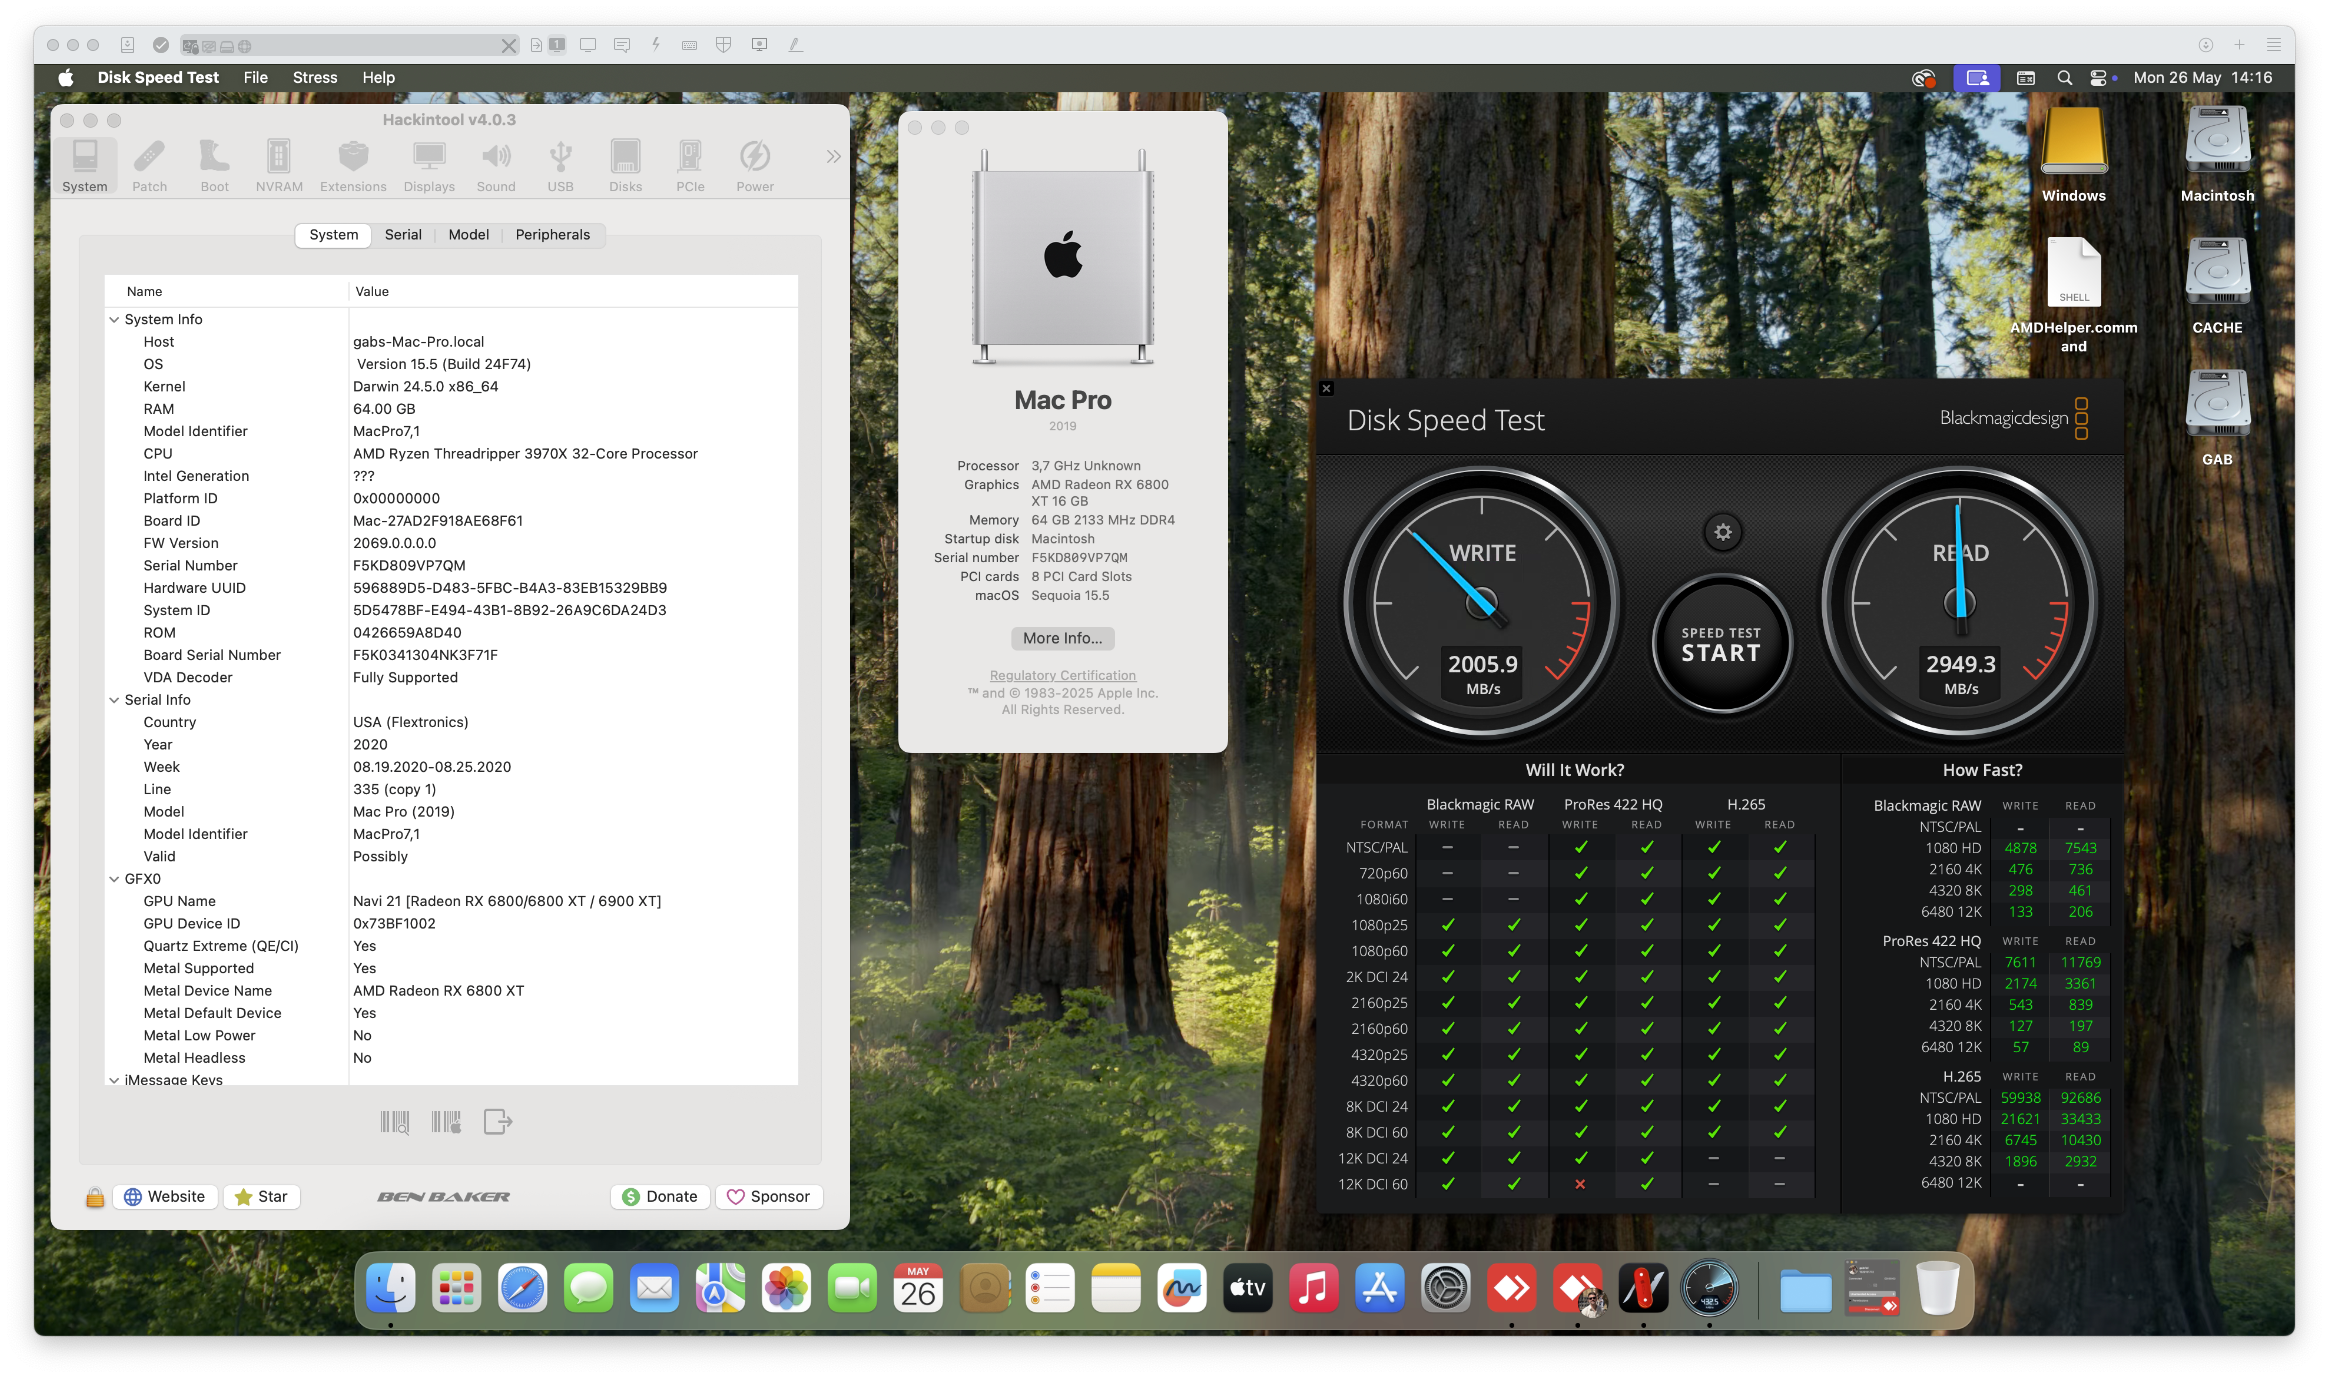 1
Disk Speed Test File Stress Help
Mon 26 May 14:16
Hackintool v4.0.3
System Patch Boot NVRAM Extensions Displays Sound USB Disks PCIe Power
System Serial Model Peripherals
Name Value
System Info
Host gabs-Mac-Pro.local
OS Version 15.5 (Build 24F74)
Kernel Darwin 24.5.0 x86_64
RAM 64.00 GB
Model Identifier MacPro7,1
CPU AMD Ryzen Threadripper 3970X 32-Core Processor
Intel Generation ???
Platform ID 0x00000000
Board ID Mac-27AD2F918AE68F61
FW Version 2069.0.0.0.0
Serial Number F5KD809VP7QM
Hardware UUID 596889D5-D483-5FBC-B4A3-83EB15329BB9
System ID 5D5478BF-E494-43B1-8B92-26A9C6DA24D3
ROM 0426659A8D40
Board Serial Number F5K0341304NK3F71F
VDA Decoder Fully Supported
Serial Info
Country USA (Flextronics)
Year 2020
Week 08.19.2020-08.25.2020
Line 335 (copy 1)
Model Mac Pro (2019)
Model Identifier MacPro7,1
Valid Possibly
GFX0
GPU Name Navi 21 [Radeon RX 6800/6800 XT / 6900 XT]
GPU Device ID 0x73BF1002
Quartz Extreme (QE/CI) Yes
Metal Supported Yes
Metal Device Name AMD Radeon RX 6800 XT
Metal Default Device Yes
Metal Low Power No
Metal Headless No
iMessage Keys
Website Star BEN BAKER Donate Sponsor
Mac Pro
2019
Processor 3,7 GHz Unknown
Graphics AMD Radeon RX 6800
XT 16 GB
Memory 64 GB 2133 MHz DDR4
Startup disk Macintosh
Serial number F5KD809VP7QM
PCI cards 8 PCI Card Slots
macOS Sequoia 15.5
More Info...
Regulatory Certification
™ and © 1983-2025 Apple Inc.
All Rights Reserved.
Windows Macintosh
SHELL
AMDHelper.comm
and
CACHE
GAB
Disk Speed Test Blackmagicdesign
WRITE READ
SPEED TEST
START
2005.9 2949.3
MB/s MB/s
Will It Work?
Blackmagic RAW ProRes 422 HQ H.265
FORMAT WRITE READ WRITE READ WRITE READ
NTSC/PAL – – ✓ ✓ ✓ ✓
720p60 – – ✓ ✓ ✓ ✓
1080i60 – – ✓ ✓ ✓ ✓
1080p25 ✓ ✓ ✓ ✓ ✓ ✓
1080p60 ✓ ✓ ✓ ✓ ✓ ✓
2K DCI 24 ✓ ✓ ✓ ✓ ✓ ✓
2160p25 ✓ ✓ ✓ ✓ ✓ ✓
2160p60 ✓ ✓ ✓ ✓ ✓ ✓
4320p25 ✓ ✓ ✓ ✓ ✓ ✓
4320p60 ✓ ✓ ✓ ✓ ✓ ✓
8K DCI 24 ✓ ✓ ✓ ✓ ✓ ✓
8K DCI 60 ✓ ✓ ✓ ✓ ✓ ✓
12K DCI 24 ✓ ✓ ✓ ✓ – –
12K DCI 60 ✓ ✓ ✗ ✓ – –
How Fast?
Blackmagic RAW WRITE READ
NTSC/PAL - -
1080 HD 4878 7543
2160 4K 476 736
4320 8K 298 461
6480 12K 133 206
ProRes 422 HQ WRITE READ
NTSC/PAL 7611 11769
1080 HD 2174 3361
2160 4K 543 839
4320 8K 127 197
6480 12K 57 89
H.265 WRITE READ
NTSC/PAL 59938 92686
1080 HD 21621 33433
2160 4K 6745 10430
4320 8K 1896 2932
6480 12K - -
MAY
26
tv